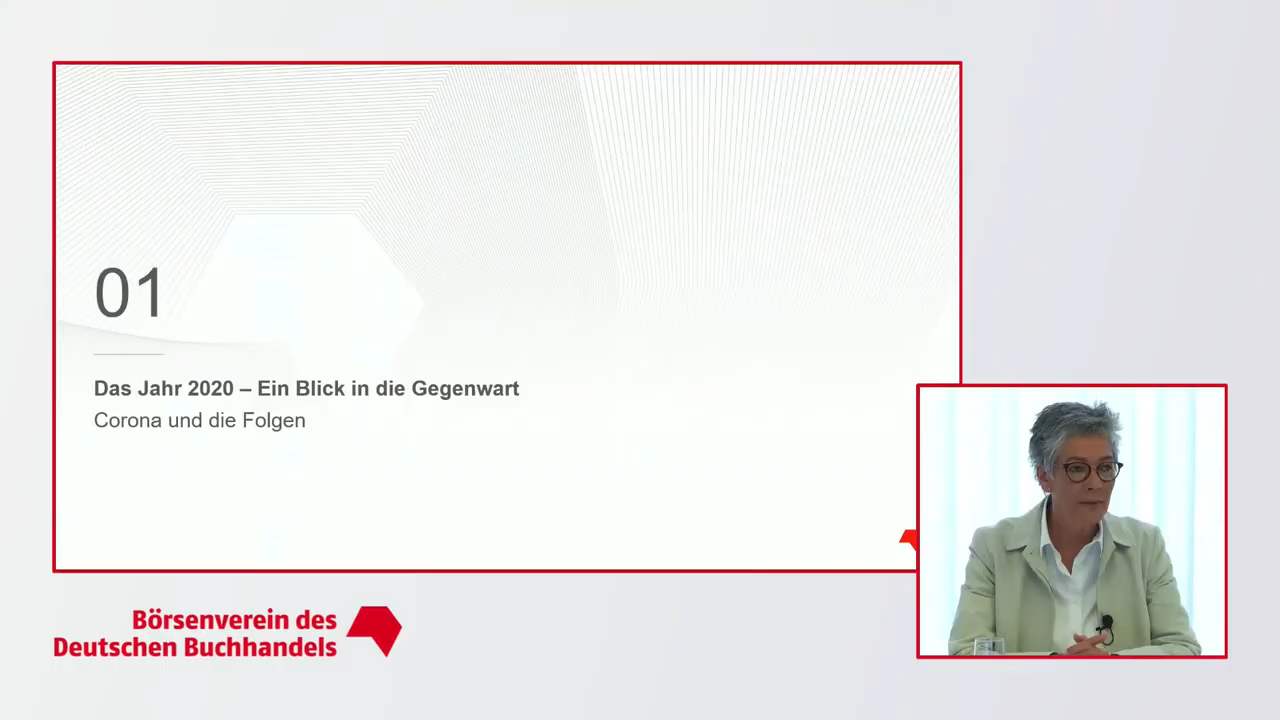 01
Das Jahr 2020 – Ein Blick in die Gegenwart
Corona und die Folgen
Börsenverein des
Deutschen Buchhandels